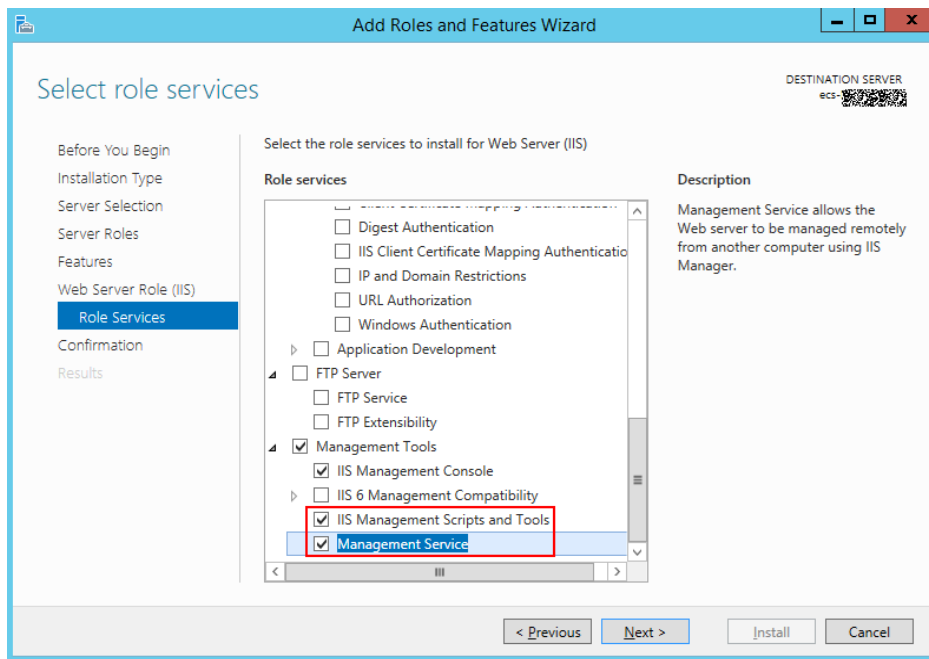 Add Roles and Features Wizard
Select role services
DESTINATION SERVER
ecs-
Before You Begin
Installation Type
Server Selection
Server Roles
Features
Web Server Role (IIS)
Role Services
Confirmation
Results
Select the role services to install for Web Server (IIS)
Role services
Digest Authentication
IIS Client Certificate Mapping Authenticatio
IP and Domain Restrictions
URL Authorization
Windows Authentication
Application Development
FTP Server
FTP Service
FTP Extensibility
Management Tools
IIS Management Console
IIS 6 Management Compatibility
IIS Management Scripts and Tools
Management Service
Description
Management Service allows the
Web server to be managed remotely
from another computer using IIS
Manager.
< Previous
Next >
Install
Cancel